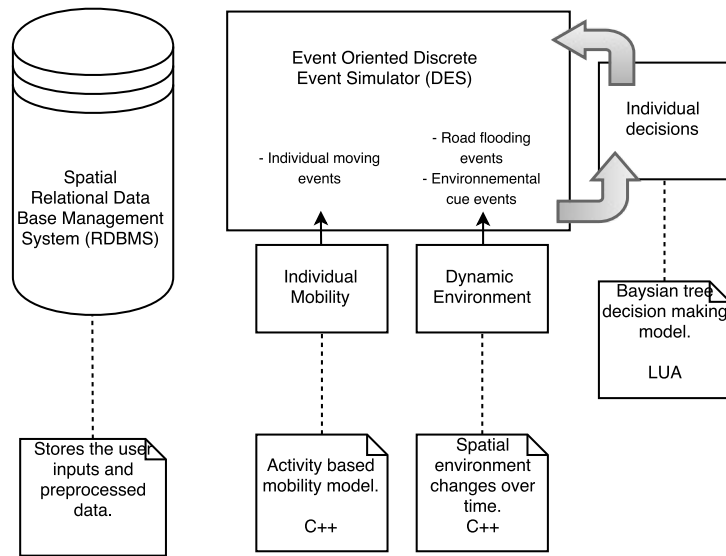 Event Oriented Discrete
Event Simulator (DES)
Individual
decisions
- Road flooding
events
- Individual moving
events
- Environnemental
cue events
Spatial
Relational Data
Base Management
System (RDBMS)
Individual
Mobility
Dynamic
Environment
Baysian tree
decision making
model.
LUA
Stores the user
inputs and
preprocessed
data.
Activity based
mobility model.
C++
Spatial
environment
changes over
time.
C++